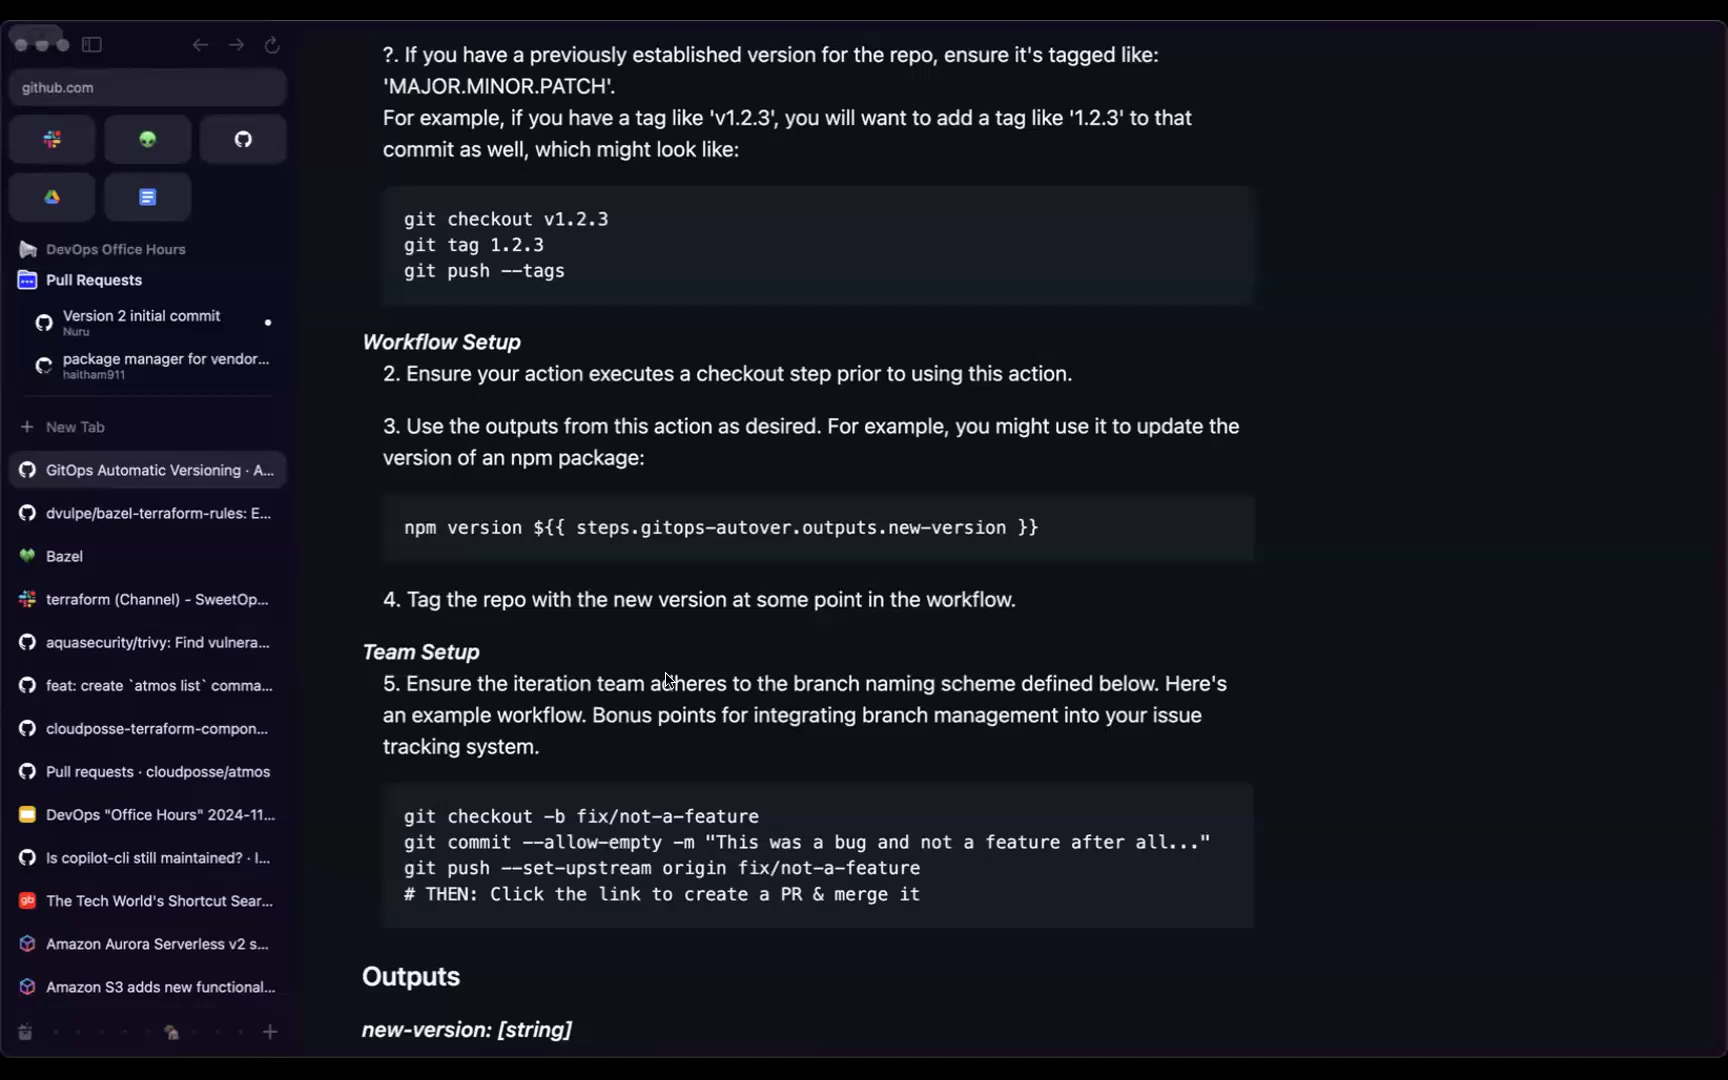 github.com
DevOps Office Hours
Pull Requests
Version 2 initial commit
Nuru
package manager for vendor...
haitham911
+ New Tab
GitOps Automatic Versioning · A...
dvulpe/bazel-terraform-rules: E...
Bazel
terraform (Channel) - SweetOp...
aquasecurity/trivy: Find vulnera...
feat: create `atmos list` comma...
cloudposse-terraform-compon...
Pull requests · cloudposse/atmos
DevOps "Office Hours" 2024-11...
Is copilot-cli still maintained? · I...
gb
The Tech World's Shortcut Sear...
Amazon Aurora Serverless v2 s...
Amazon S3 adds new functional...
?. If you have a previously established version for the repo, ensure it's tagged like:
'MAJOR.MINOR.PATCH'.
For example, if you have a tag like 'v1.2.3', you will want to add a tag like '1.2.3' to that
commit as well, which might look like:
git checkout v1.2.3
git tag 1.2.3
git push --tags
Workflow Setup
2. Ensure your action executes a checkout step prior to using this action.
3. Use the outputs from this action as desired. For example, you might use it to update the
version of an npm package:
npm version ${{ steps.gitops-autover.outputs.new-version }}
4. Tag the repo with the new version at some point in the workflow.
Team Setup
5. Ensure the iteration team adheres to the branch naming scheme defined below. Here's
an example workflow. Bonus points for integrating branch management into your issue
tracking system.
git checkout -b fix/not-a-feature
git commit --allow-empty -m "This was a bug and not a feature after all..."
git push --set-upstream origin fix/not-a-feature
# THEN: Click the link to create a PR & merge it
Outputs
new-version: [string]